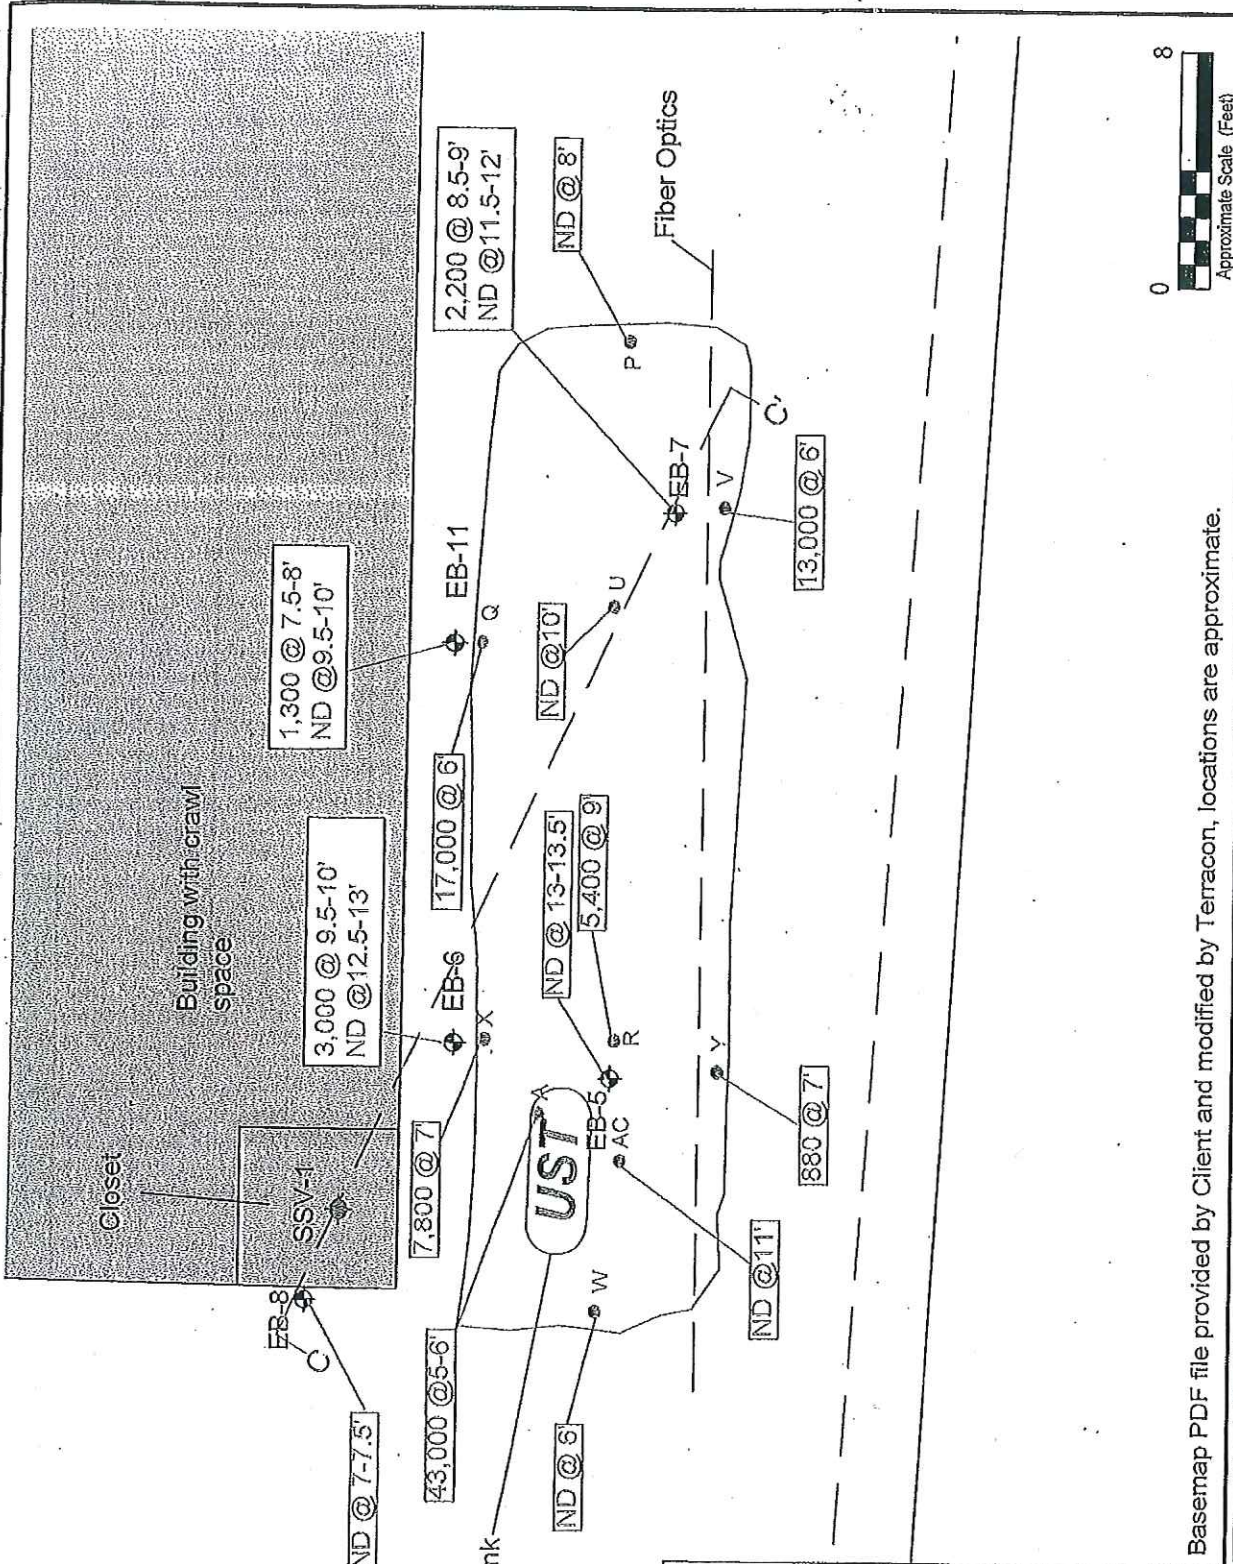 Closet
Building with crawl
space
SSV-1
EB-8
C
ND @ 7-7.5'
3,000 @ 9.5-10'
ND @12.5-13'
1,300 @ 7.5-8'
ND @9.5-10'
EB-6
EB-11
7,800 @ 7'
X
17,000 @ 6'
Q
2,200 @ 8.5-9'
ND @11.5-12'
43,000 @5-6'
A
UST
nk
ND @ 13-13.5'
5,400 @ 9'
EB-5
R
AC
ND @10'
U
ND @ 8'
P
W
EB-7
Fiber Optics
C'
V
13,000 @ 6'
Y
880 @ 7'
ND @11'
0
8
Approximate Scale (Feet)
Basemap PDF file provided by Client and modified by Terracon, locations are approximate.